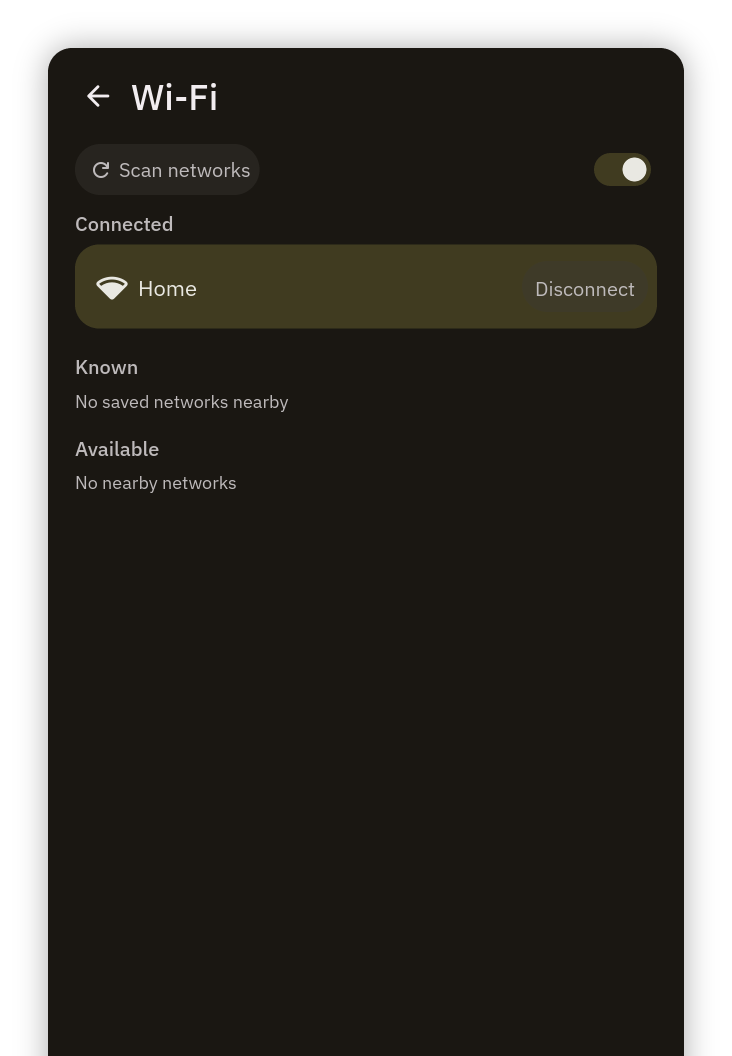 Wi-Fi
Scan networks
Connected
Home
Disconnect
Known
No saved networks nearby
Available
No nearby networks